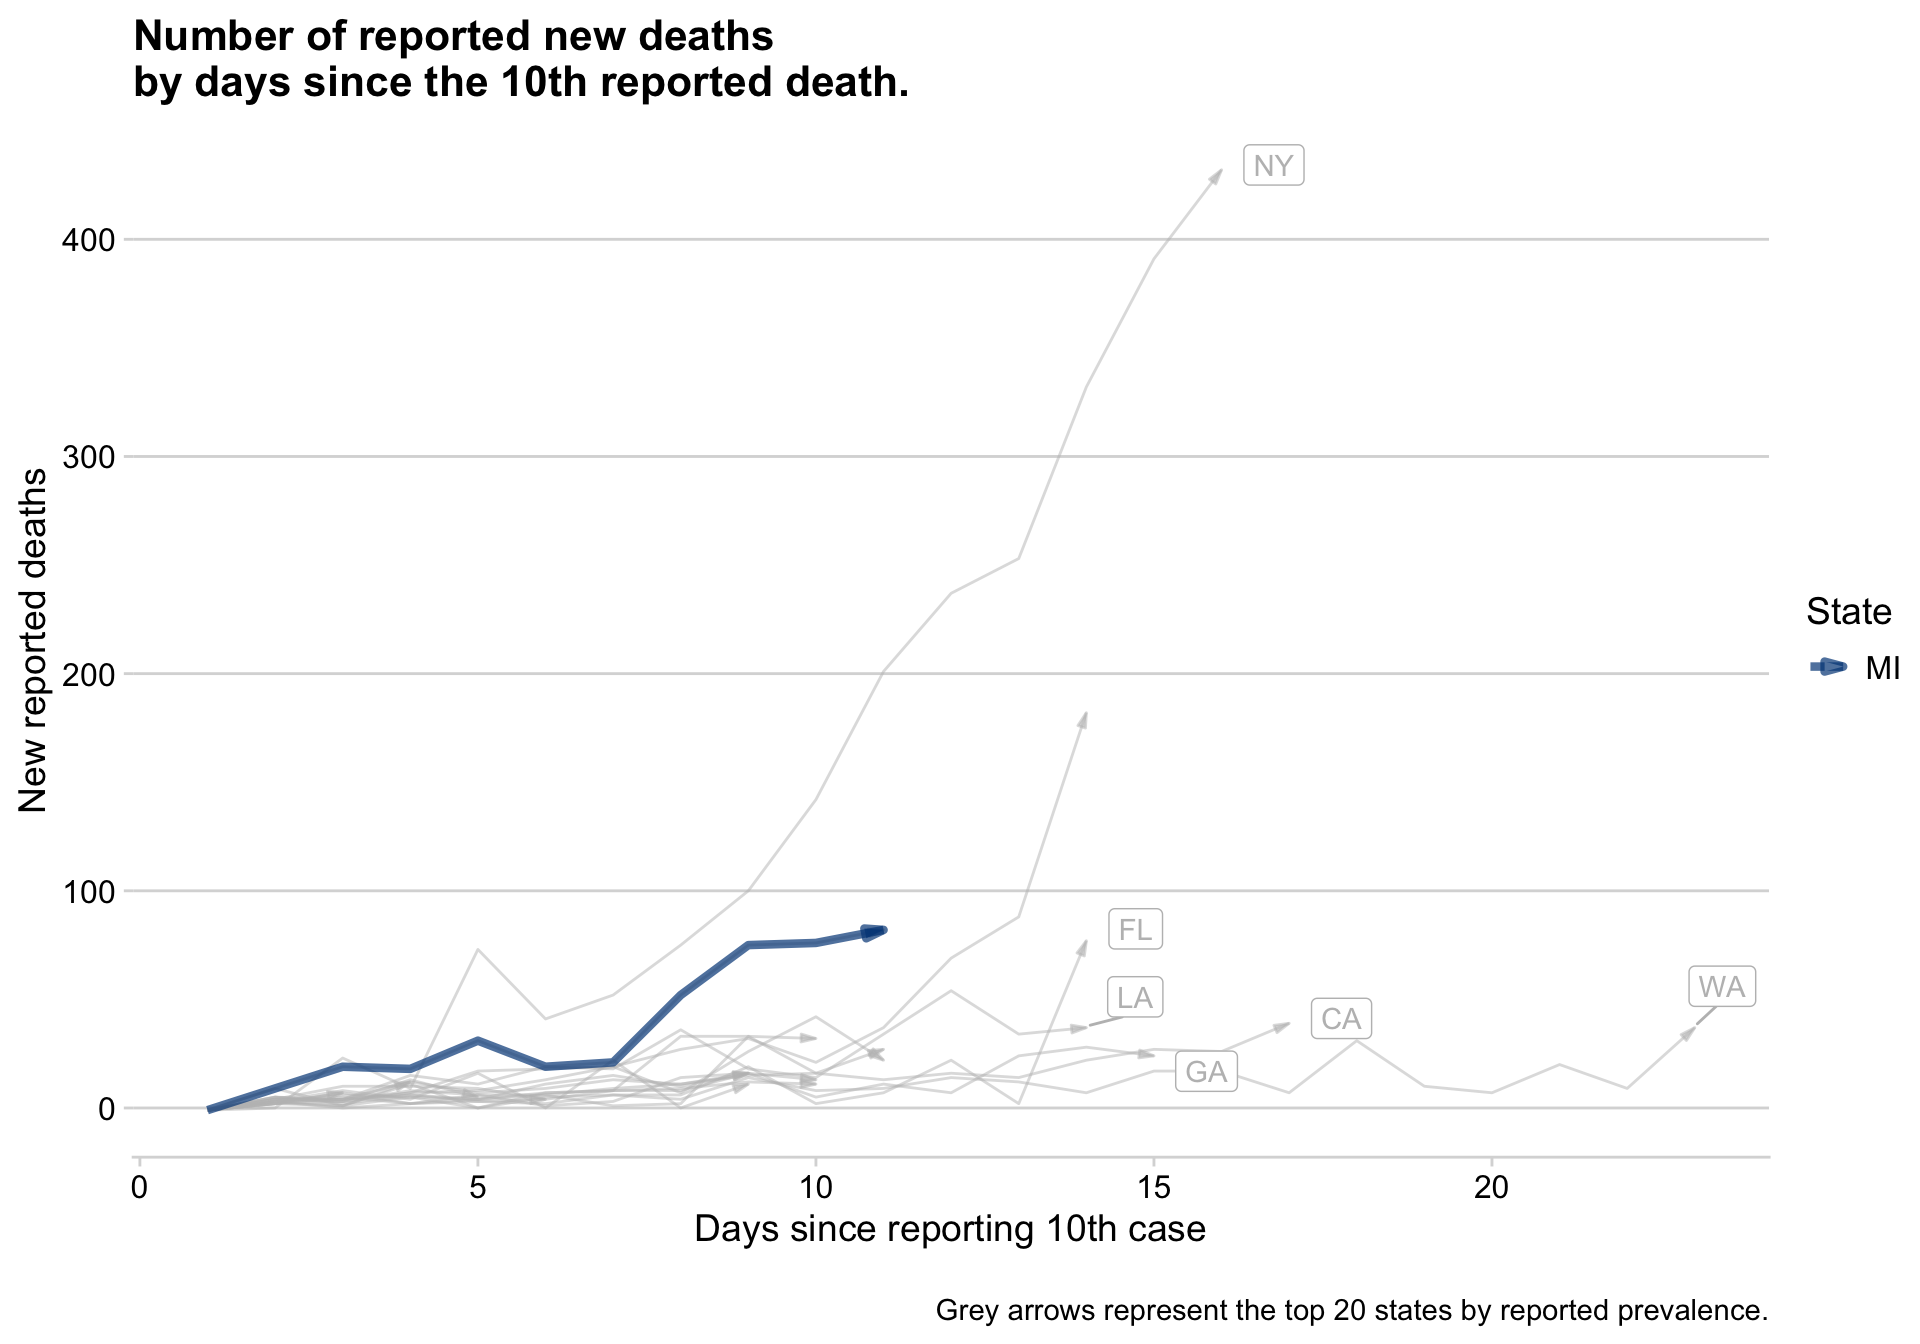 Number of reported new deaths
by days since the 10th reported death.
New reported deaths
400
300
200
100
0
NY
FL
LA
CA
WA
GA
State
MI
0 5 10 15 20
Days since reporting 10th case
Grey arrows represent the top 20 states by reported prevalence.